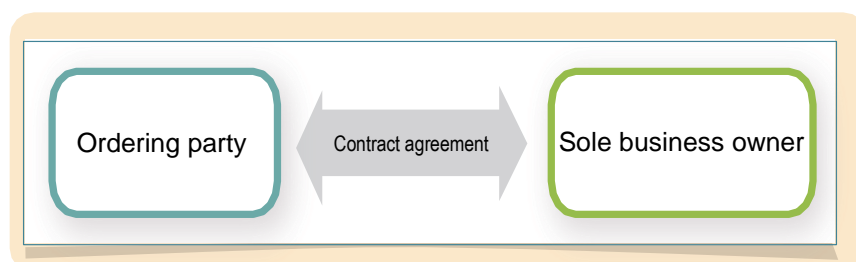 Ordering party
Contract agreement
Sole business owner